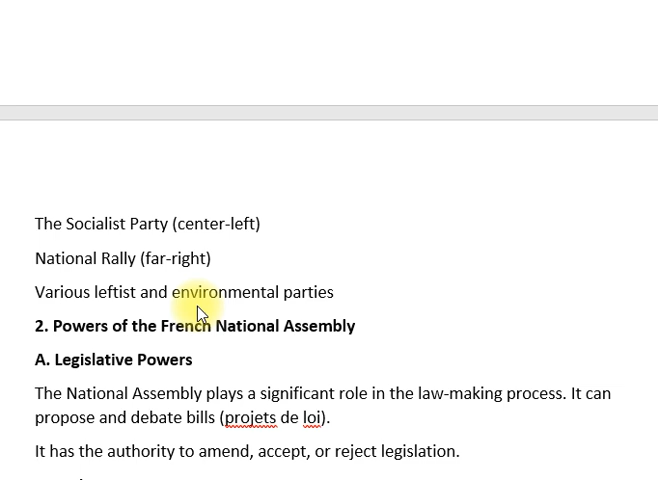 The Socialist Party (center-left)
National Rally (far-right)
Various leftist and environmental parties
2. Powers of the French National Assembly
A. Legislative Powers
The National Assembly plays a significant role in the law-making process. It can
propose and debate bills (projets de loi).
It has the authority to amend, accept, or reject legislation.